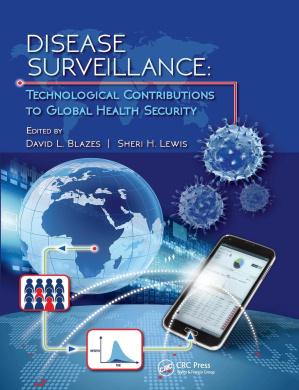 DISEASE
SURVEILLANCE:
TECHNOLOGICAL CONTRIBUTIONS
TO GLOBAL HEALTH SECURITY
EDITED BY
DAVID L. BLAZES | SHERI H. LEWIS
CRC Press
Taylor & Francis Group